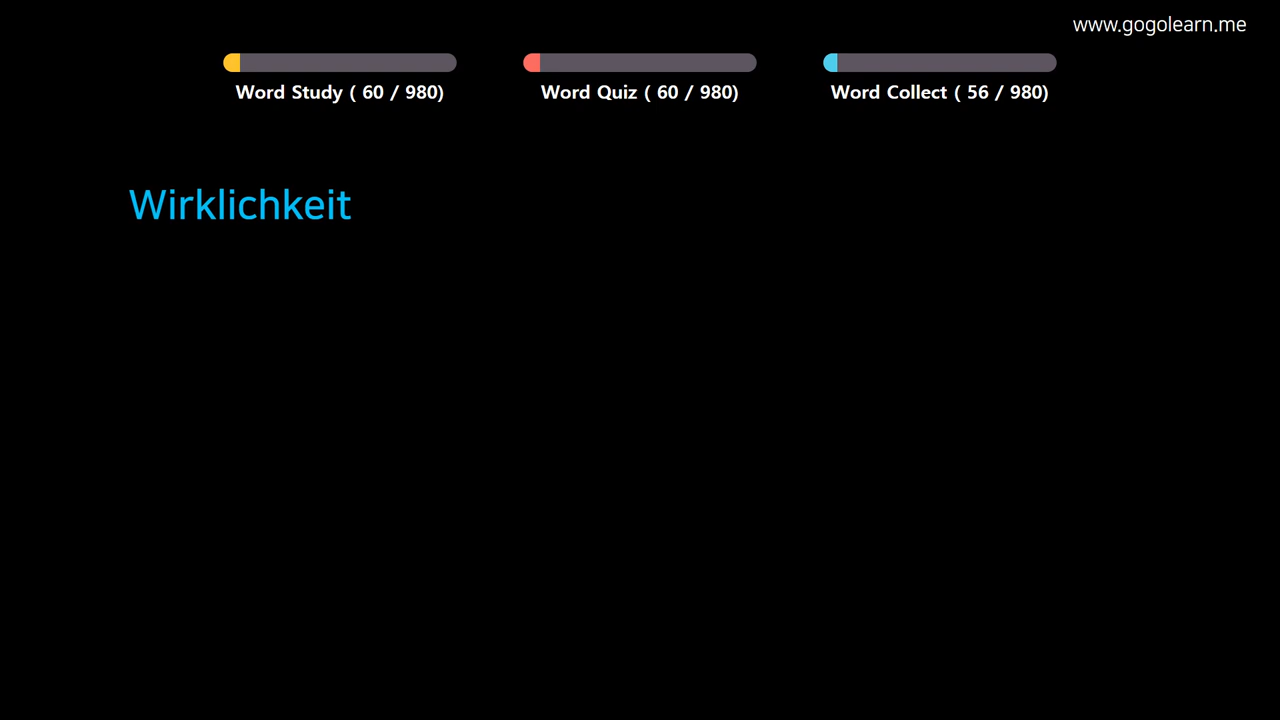 www.gogolearn.me
Word Study ( 60 / 980)
Word Quiz ( 60 / 980)
Word Collect ( 56 / 980)
Wirklichkeit